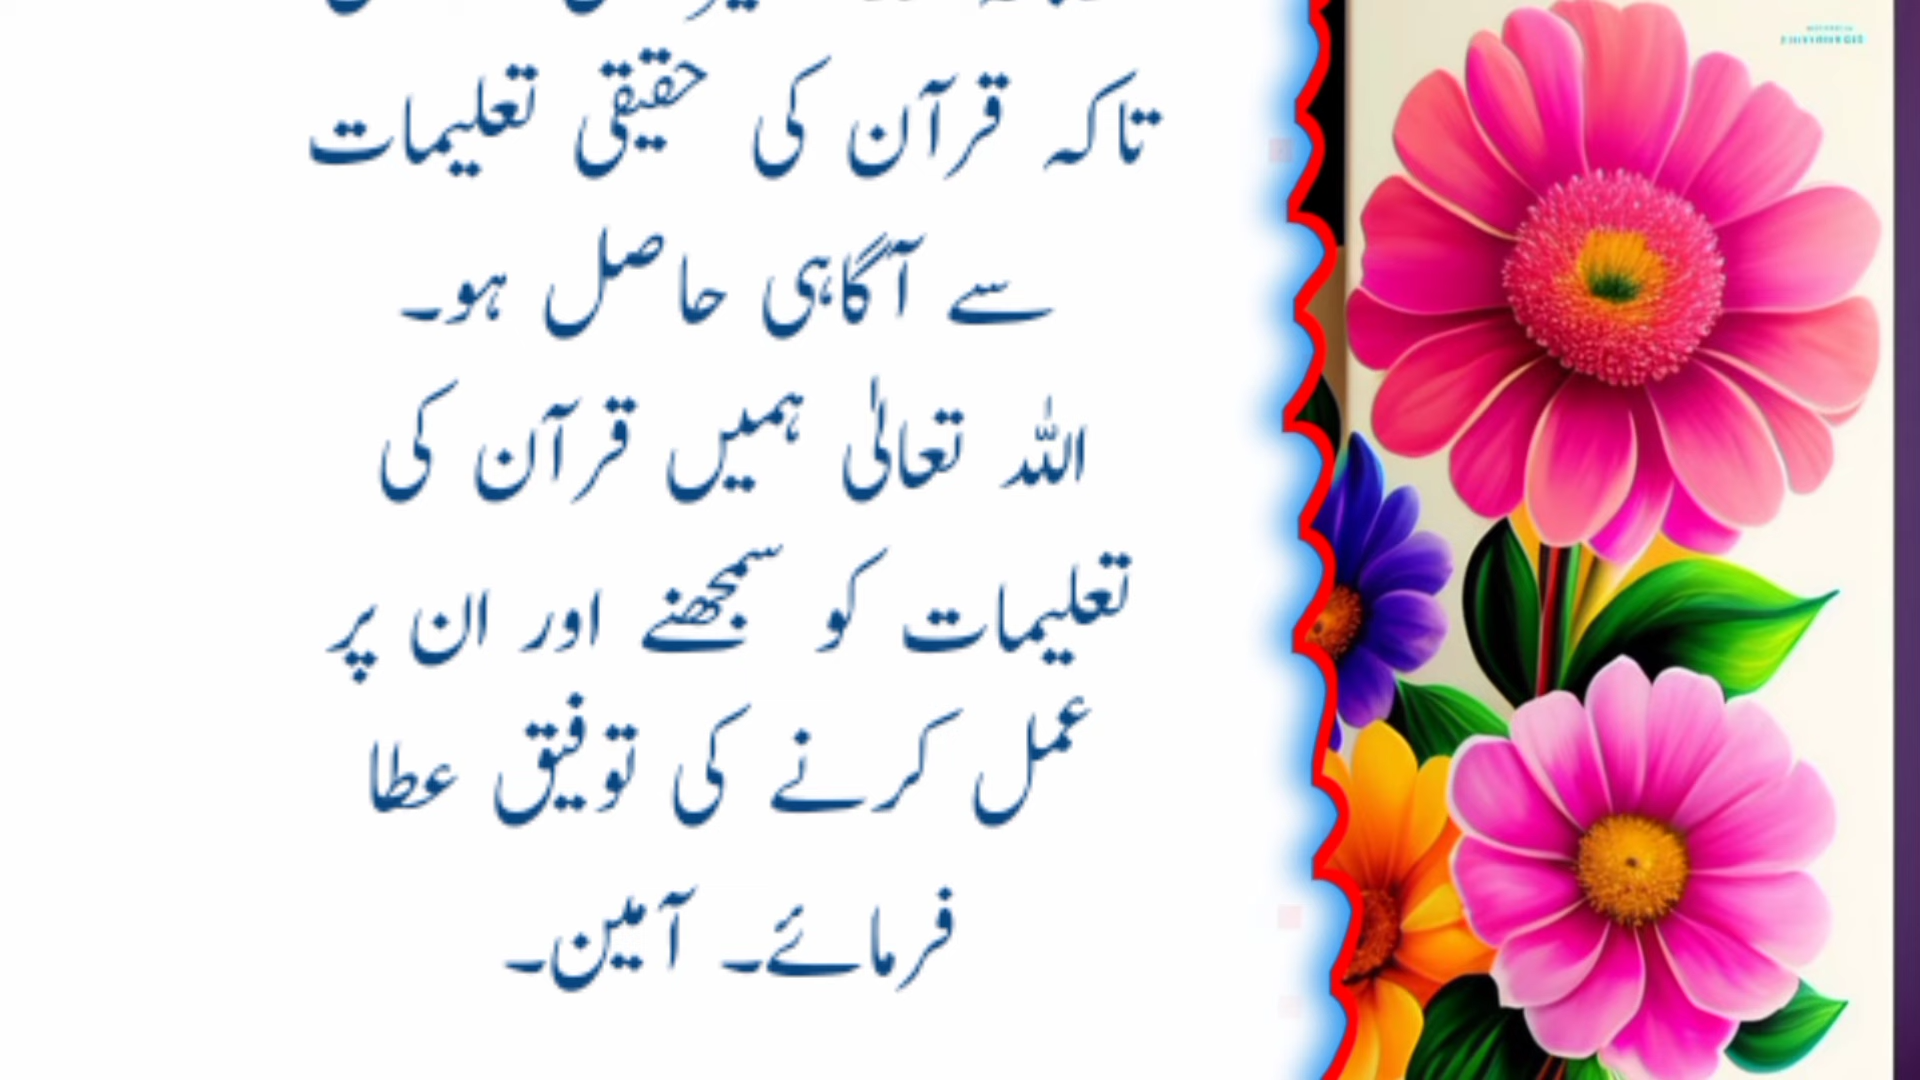 تاکہ قرآن کی حقیقی تعلیمات
سے آگاہی حاصل ہو۔
اللہ تعالیٰ ہمیں قرآن کی
تعلیمات کو سمجھنے اور ان پر
عمل کرنے کی توفیق عطا
فرمائے۔ آمین۔